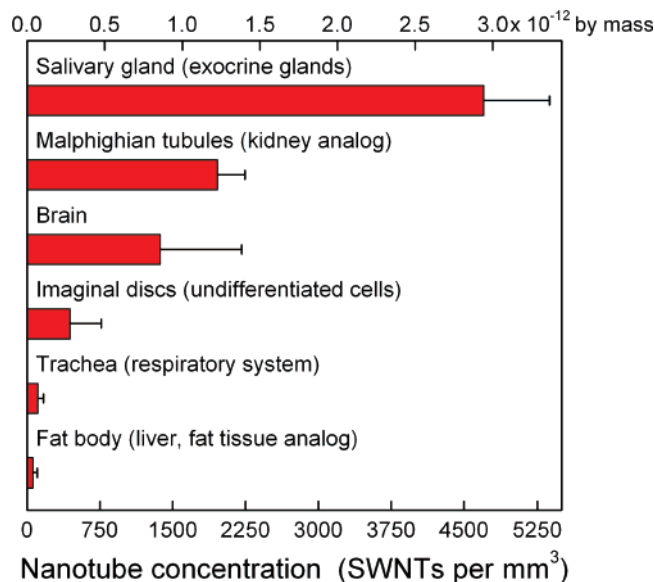 0.0 0.5 1.0 1.5 2.0 2.5 3.0 x 10⁻¹² by mass
Salivary gland (exocrine glands)
Malphighian tubules (kidney analog)
Brain
Imaginal discs (undifferentiated cells)
Trachea (respiratory system)
Fat body (liver, fat tissue analog)
0 750 1500 2250 3000 3750 4500 5250
Nanotube concentration (SWNTs per mm³)